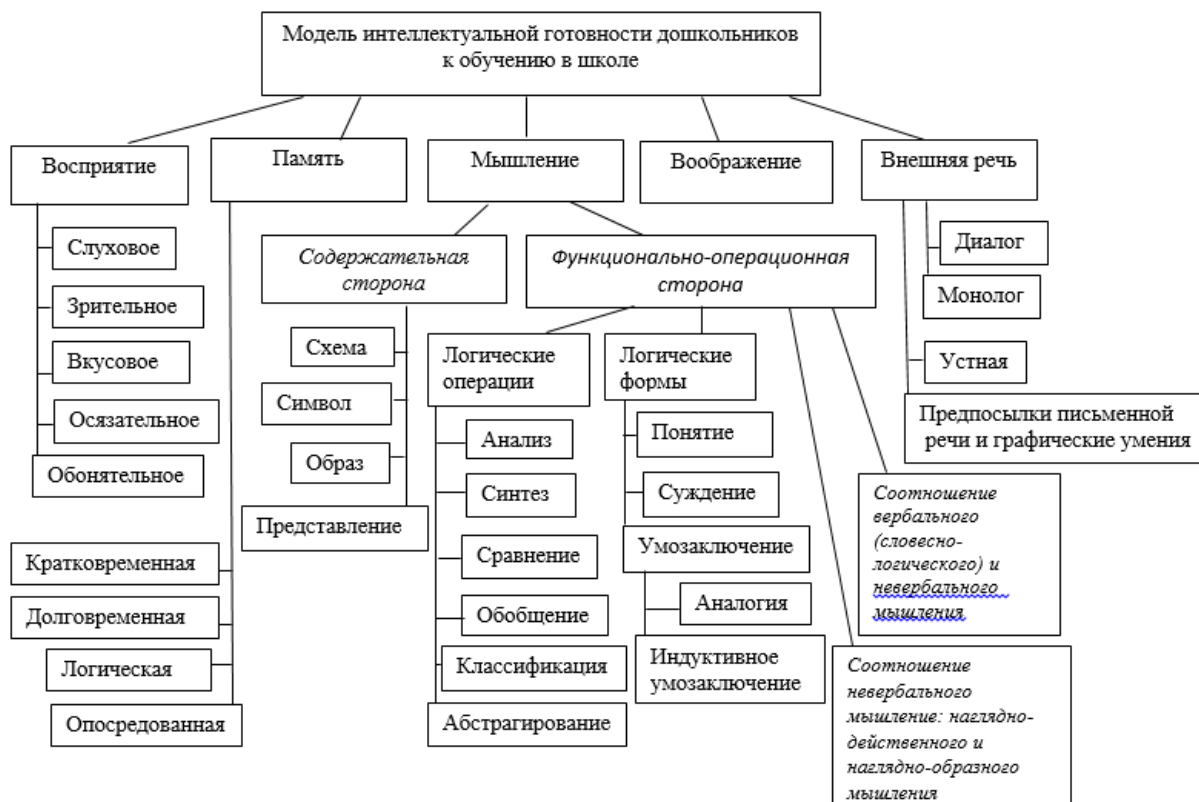 Модель интеллектуальной готовности дошкольников
к обучению в школе
Восприятие
Память
Мышление
Воображение
Внешняя речь
Слуховое
Зрительное
Вкусовое
Осязательное
Обонятельное
Кратковременная
Долговременная
Логическая
Опосредованная
Содержательная
сторона
Схема
Символ
Образ
Представление
Функционально-операционная
сторона
Логические
операции
Анализ
Синтез
Сравнение
Обобщение
Классификация
Абстрагирование
Логические
формы
Понятие
Суждение
Умозаключение
Аналогия
Индуктивное
умозаключение
Соотношение
вербального
(словесно-
логического) и
невербального
мышления
Соотношение
невербального
мышление: наглядно-
действенного и
наглядно-образного
мышления
Диалог
Монолог
Устная
Предпосылки письменной
речи и графические умения